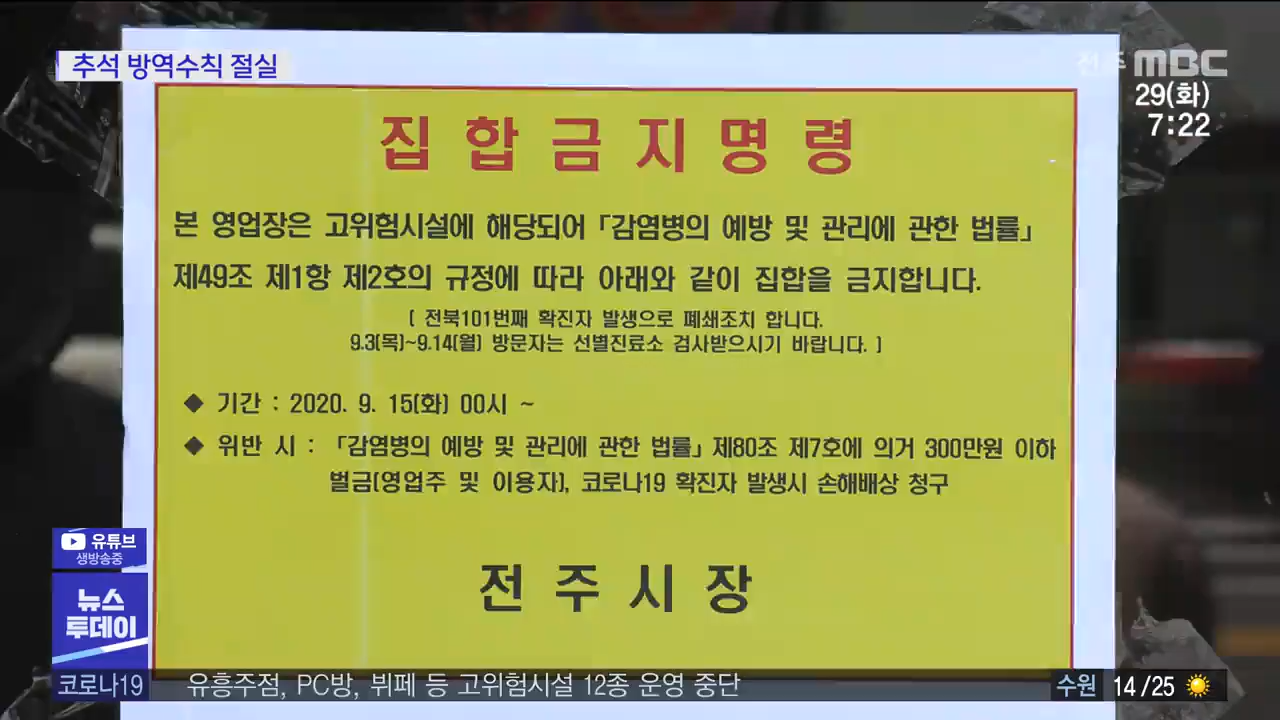 추석 방역수칙 절실
전주 MBC
29(화)
7:22
집합금지명령
본 영업장은 고위험시설에 해당되어 「감염병의 예방 및 관리에 관한 법률」
제49조 제1항 제2호의 규정에 따라 아래와 같이 집합을 금지합니다.
[ 전북101번째 확진자 발생으로 폐쇄조치 합니다.
9.3(목)~9.14(월) 방문자는 선별진료소 검사받으시기 바랍니다. ]
◆ 기간 : 2020. 9. 15(화) 00시 ~
◆ 위반 시 : 「감염병의 예방 및 관리에 관한 법률」 제80조 제7호에 의거 300만원 이하
벌금(영업주 및 이용자), 코로나19 확진자 발생시 손해배상 청구
전주시장
유튜브
생방송중
뉴스
투데이
코로나19 유흥주점, PC방, 뷔페 등 고위험시설 12종 운영 중단
수원 14/25